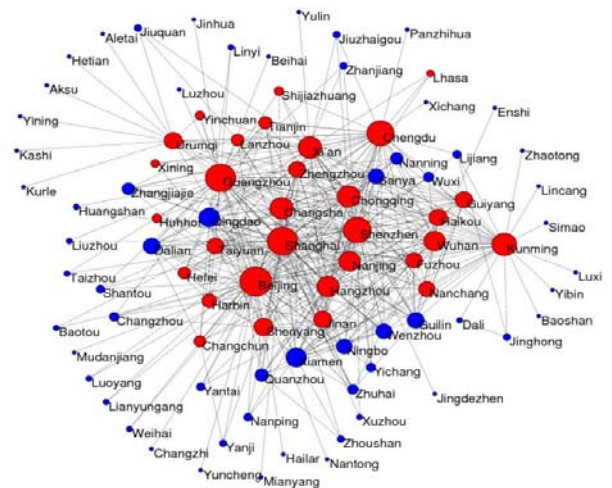 Yulin
Jinhua
Jiuquan
Aletai
Panzhihua
Jiuzhaigou
Linyi
Hetian
Beihai
Zhanjiang
Lhasa
Aksu
Luzhou
Shijiazhuang
Xichang
Enshi
Yinchuan
Tianjin
Chengdu
Yining
Urumqi
Lanzhou
Xi'an
Nanning
Lijiang
Zhaotong
Kashi
Xining
Zhengzhou
Guangzhou
Sanya
Wuxi
Kurle
Zhangjiajie
Chongqing
Guiyang
Lincang
Huangshan
Huhhot
Qingdao
Changsha
Haikou
Simao
Liuzhou
Dalian
Taiyuan
Shanghai
Shenzhen
Wuhan
Kunming
Taizhou
Hefei
Nanjing
Fuzhou
Luxi
Shantou
Beijing
Hangzhou
Nanchang
Yibin
Harbin
Baoshan
Changzhou
Baotou
Shenyang
Jinan
Guilin
Dali
Wenzhou
Jinghong
Changchun
Mudanjiang
Xiamen
Ningbo
Luoyang
Quanzhou
Yichang
Yantai
Zhuhai
Jingdezhen
Lianyungang
Nanping
Xuzhou
Weihai
Yanji
Zhoushan
Changzhi
Hailar
Nantong
Yuncheng
Mianyang